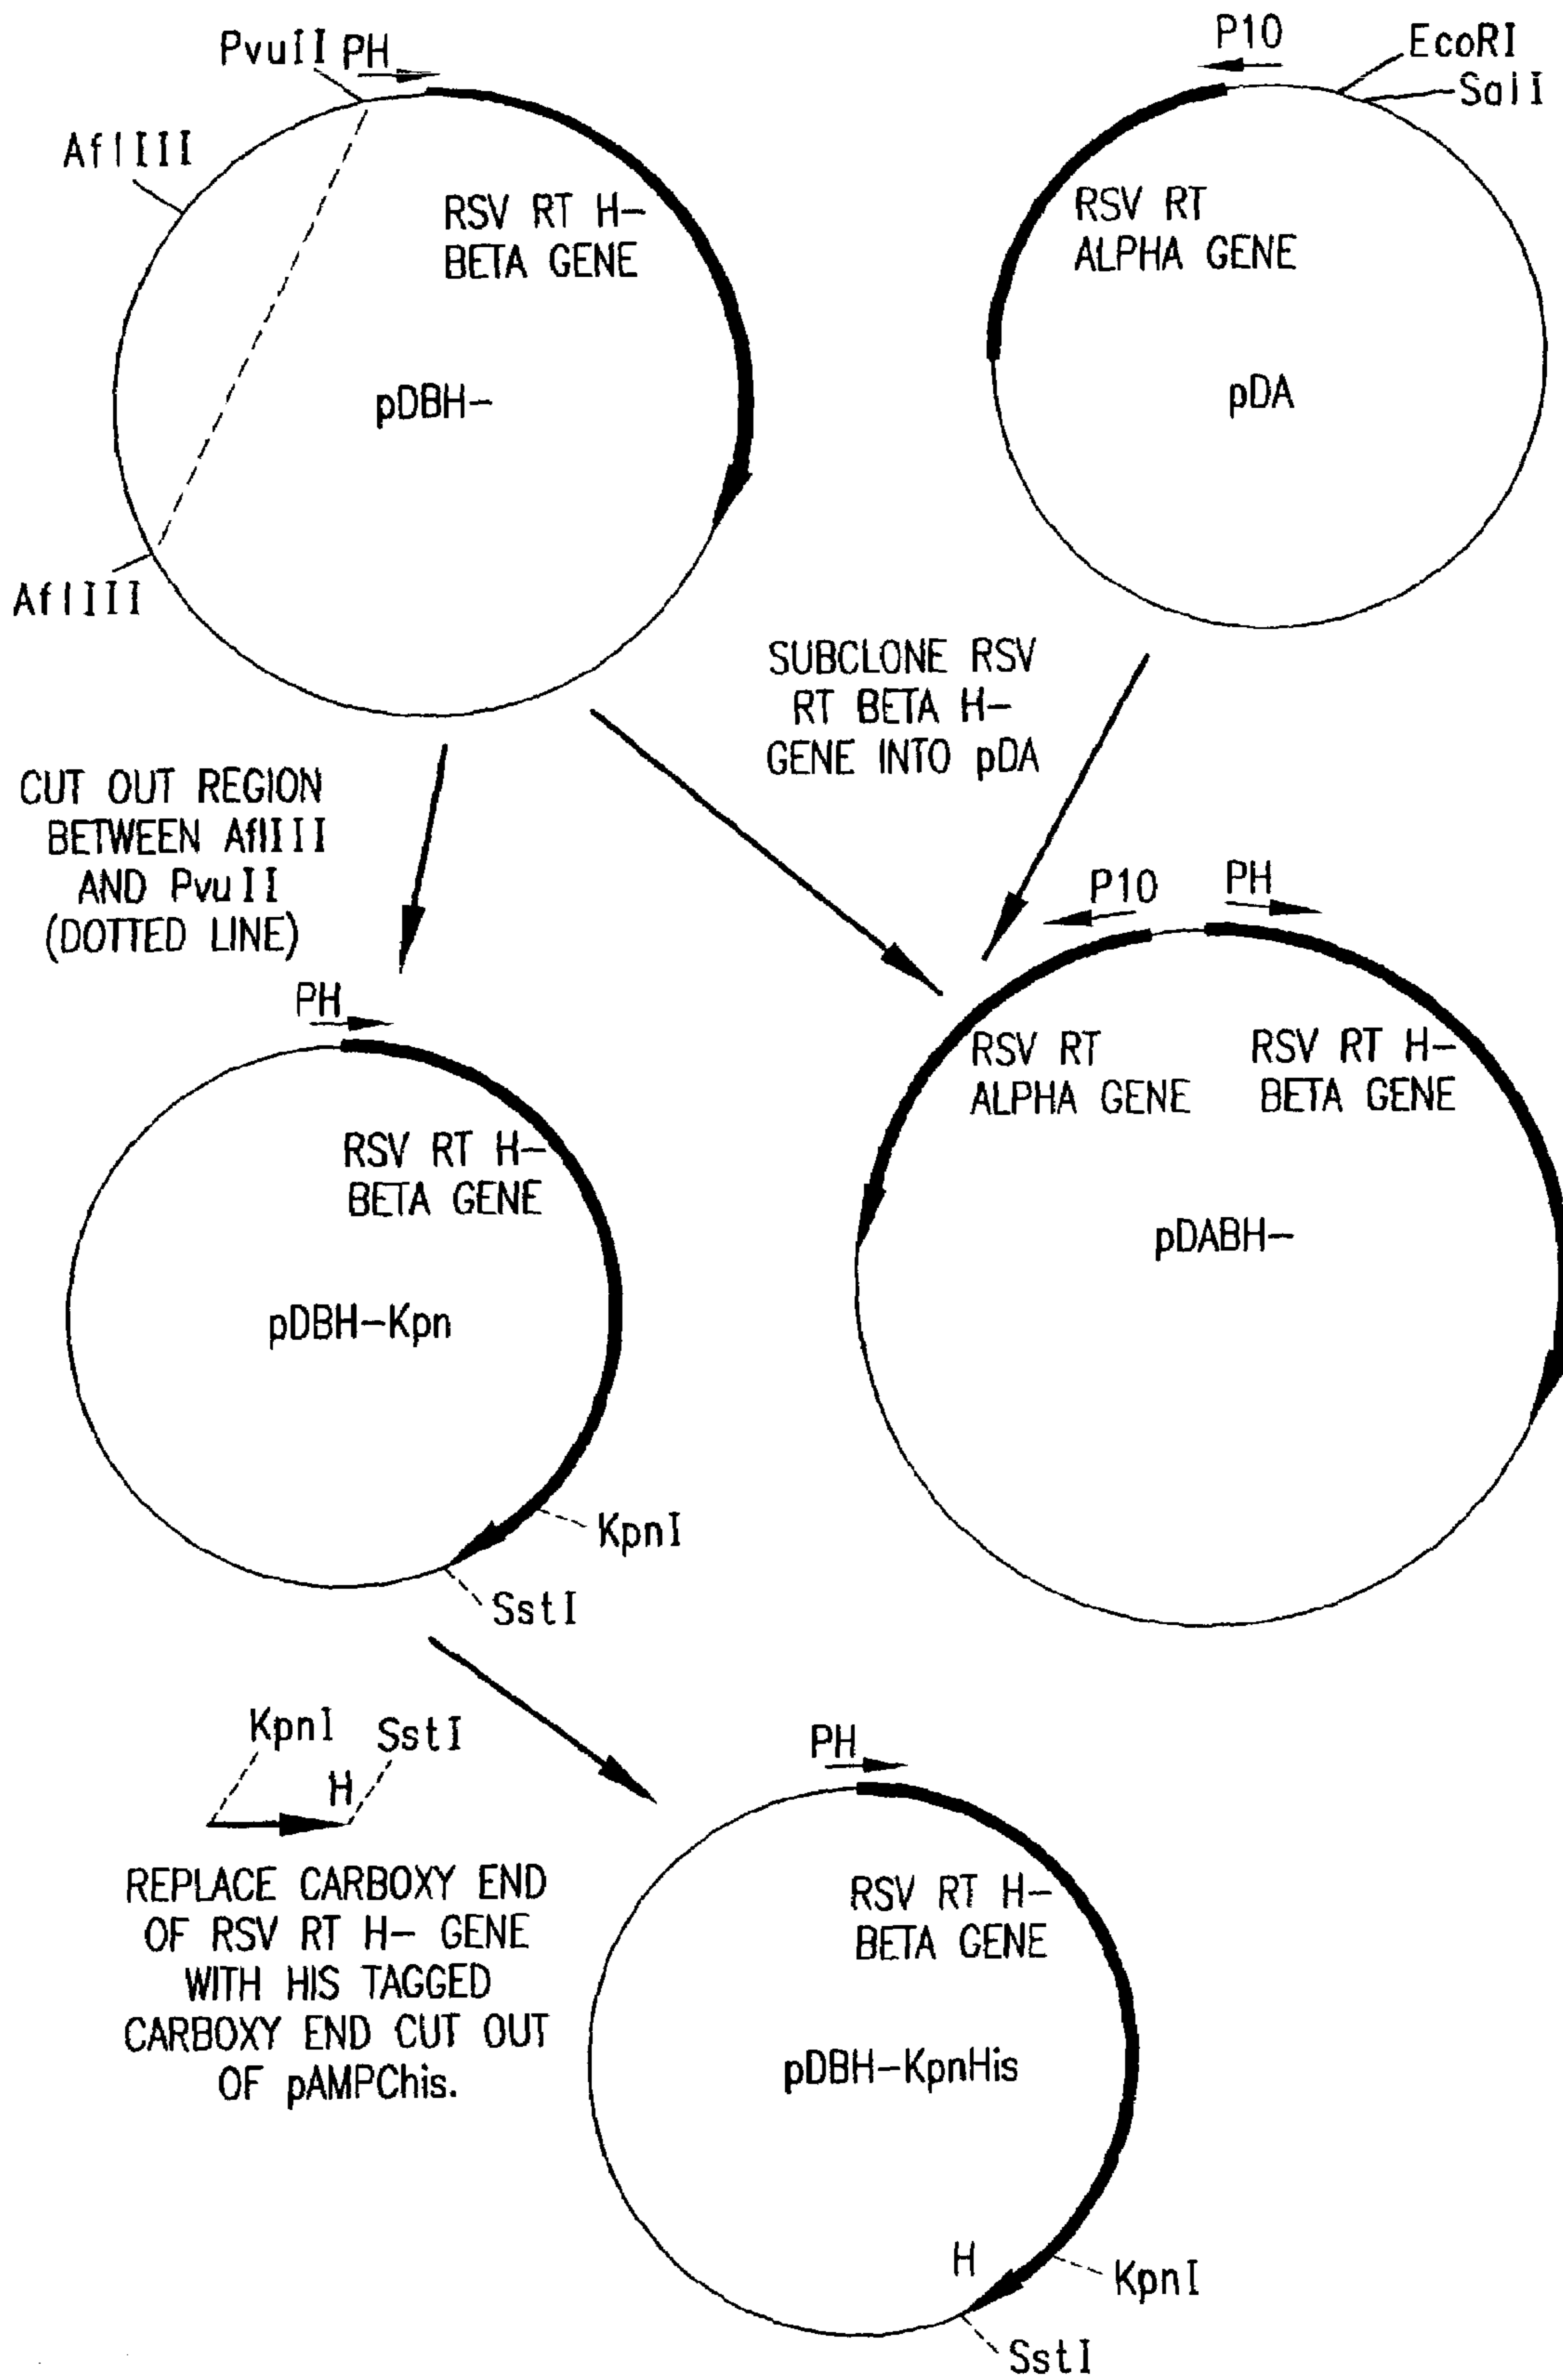 PvuII PH
AflIII
RSV RT H-
BETA GENE
pDBH-
AflIII
P10
EcoRI
SalI
RSV RT
ALPHA GENE
pDA
SUBCLONE RSV
RT BETA H-
GENE INTO pDA
CUT OUT REGION
BETWEEN AflIII
AND PvuII
(DOTTED LINE)
PH
RSV RT H-
BETA GENE
pDBH-Kpn
KpnI
SstI
P10 PH
RSV RT
ALPHA GENE
RSV RT H-
BETA GENE
pDABH-
KpnI SstI
H
REPLACE CARBOXY END
OF RSV RT H- GENE
WITH HIS TAGGED
CARBOXY END CUT OUT
OF pAMPChis.
PH
RSV RT H-
BETA GENE
pDBH-KpnHis
H
KpnI
SstI